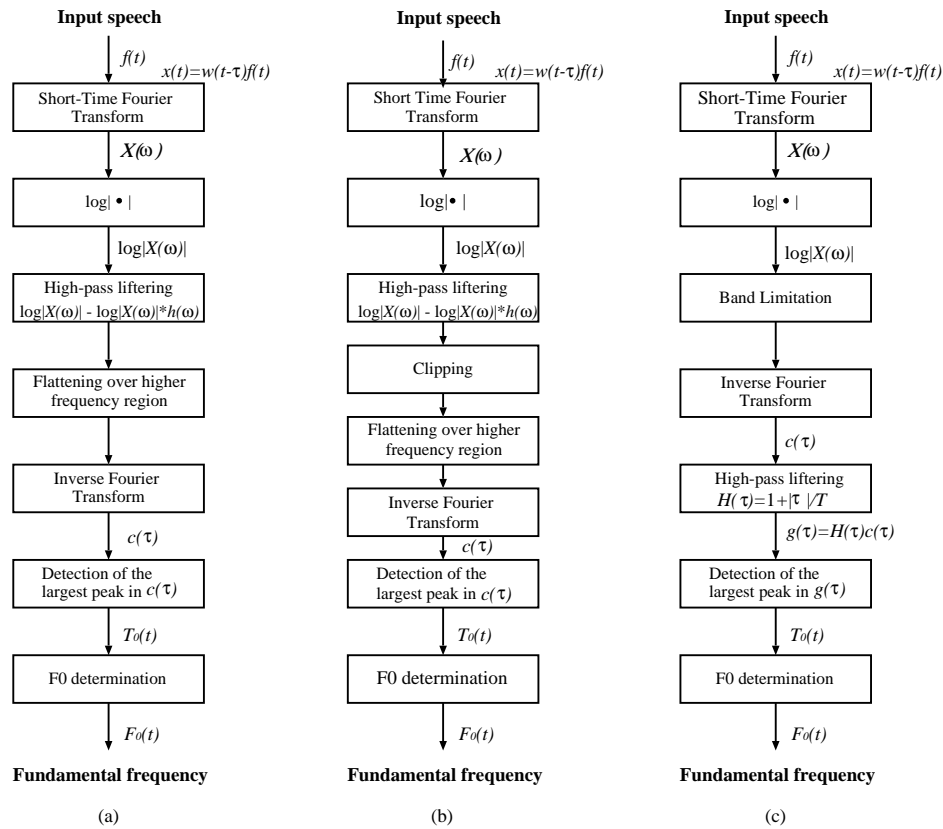 Input speech
f(t)
x(t)=w(t-τ)f(t)
Short-Time Fourier
Transform
X(ω)
log| • |
log|X(ω)|
High-pass liftering
log|X(ω)| - log|X(ω)|*h(ω)
Flattening over higher
frequency region
Inverse Fourier
Transform
c(τ)
Detection of the
largest peak in c(τ)
T₀(t)
F0 determination
F₀(t)
Fundamental frequency
(a)
Input speech
f(t)
x(t)=w(t-τ)f(t)
Short Time Fourier
Transform
X(ω)
log|• |
log|X(ω)|
High-pass liftering
log|X(ω)| - log|X(ω)|*h(ω)
Clipping
Flattening over higher
frequency region
Inverse Fourier
Transform
c(τ)
Detection of the
largest peak in c(τ)
T₀(t)
F0 determination
F₀(t)
Fundamental frequency
(b)
Input speech
f(t)
x(t)=w(t-τ)f(t)
Short-Time Fourier
Transform
X(ω)
log| • |
log|X(ω)|
Band Limitation
Inverse Fourier
Transform
c(τ)
High-pass liftering
H(τ)=1+|τ |/T
g(τ)=H(τ)c(τ)
Detection of the
largest peak in g(τ)
T₀(t)
F0 determination
F₀(t)
Fundamental frequency
(c)